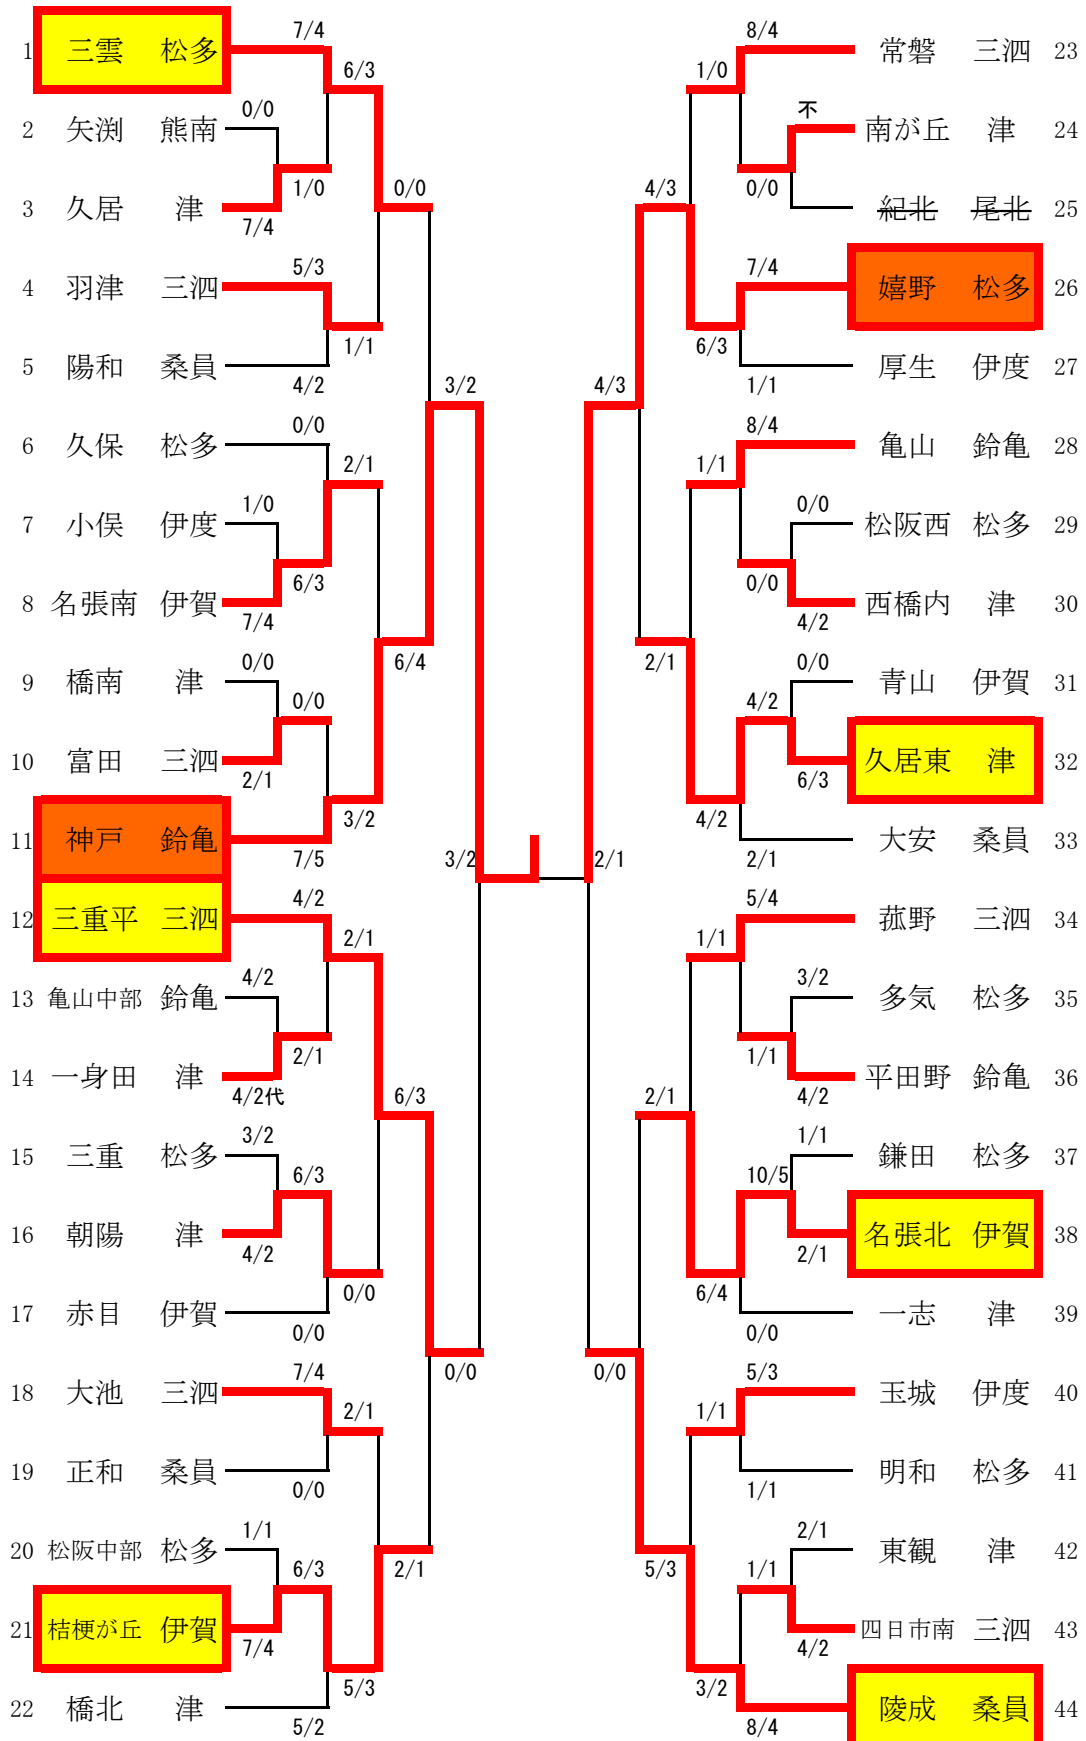 7/4
1 三雲 松多
6/3
0/0
2 矢渕 熊南
1/0
0/0
3 久居 津
7/4
5/3
4 羽津 三泗
1/1
5 陽和 桑員
4/2
3/2
0/0
6 久保 松多
2/1
1/0
7 小俣 伊度
6/3
8 名張南 伊賀
7/4
0/0
6/4
9 橋南 津
0/0
10 富田 三泗
2/1
3/2
11 神戸 鈴亀
7/5
3/2
4/2
12 三重平 三泗
2/1
4/2
13 亀山中部 鈴亀
2/1
14 一身田 津
4/2代
6/3
3/2
15 三重 松多
6/3
16 朝陽 津
4/2
0/0
17 赤目 伊賀
0/0
0/0
7/4
18 大池 三泗
2/1
19 正和 桑員
0/0
1/1
20 松阪中部 松多
6/3
2/1
21 桔梗が丘 伊賀
7/4
5/3
22 橋北 津
5/2
8/4
常磐 三泗 23
1/0
不
南が丘 津 24
4/3
0/0
紀北 尾北 25
7/4
嬉野 松多 26
6/3
厚生 伊度 27
1/1
4/3
8/4
亀山 鈴亀 28
1/1
0/0
松阪西 松多 29
0/0
西橋内 津 30
4/2
2/1
0/0
青山 伊賀 31
4/2
久居東 津 32
6/3
4/2
大安 桑員 33
2/1
2/1
5/4
菰野 三泗 34
1/1
3/2
多気 松多 35
1/1
平田野 鈴亀 36
4/2
2/1
1/1
鎌田 松多 37
10/5
名張北 伊賀 38
2/1
6/4
一志 津 39
0/0
0/0
5/3
玉城 伊度 40
1/1
明和 松多 41
1/1
2/1
東観 津 42
5/3
1/1
四日市南 三泗 43
4/2
3/2
陵成 桑員 44
8/4